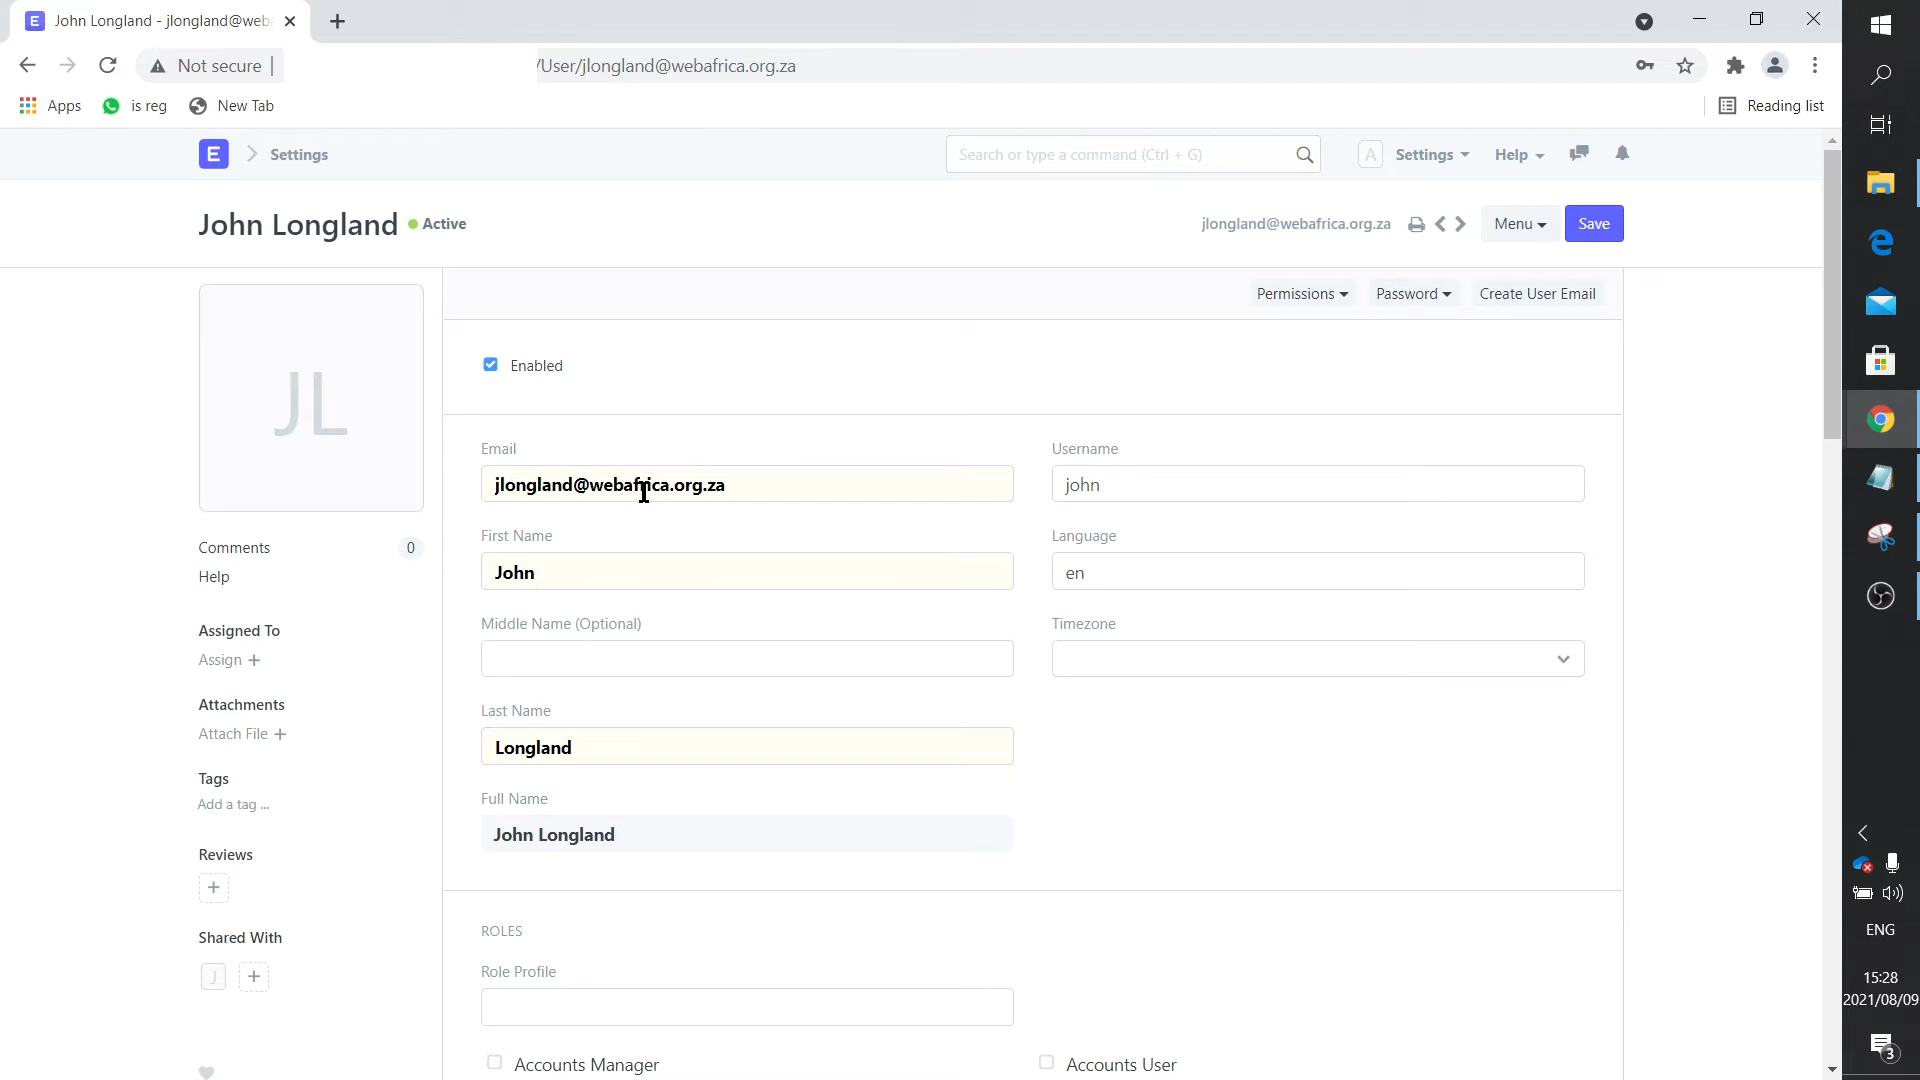 E John Longland - jlongland@weba
Not secure | /User/jlongland@webafrica.org.za
Apps is reg New Tab Reading list
E Settings Search or type a command (Ctrl + G) A Settings Help
John Longland Active jlongland@webafrica.org.za Menu Save
JL
Permissions Password Create User Email
Enabled
Email Username
jlongland@webafrica.org.za john
First Name Language
John en
Comments 0
Help
Middle Name (Optional) Timezone
Assigned To
Assign +
Last Name
Attachments
Longland
Attach File +
Tags
Add a tag ...
Full Name
John Longland
Reviews
+
Shared With
J +
ROLES
Role Profile
Accounts Manager Accounts User
ENG
15:28
2021/08/09
3